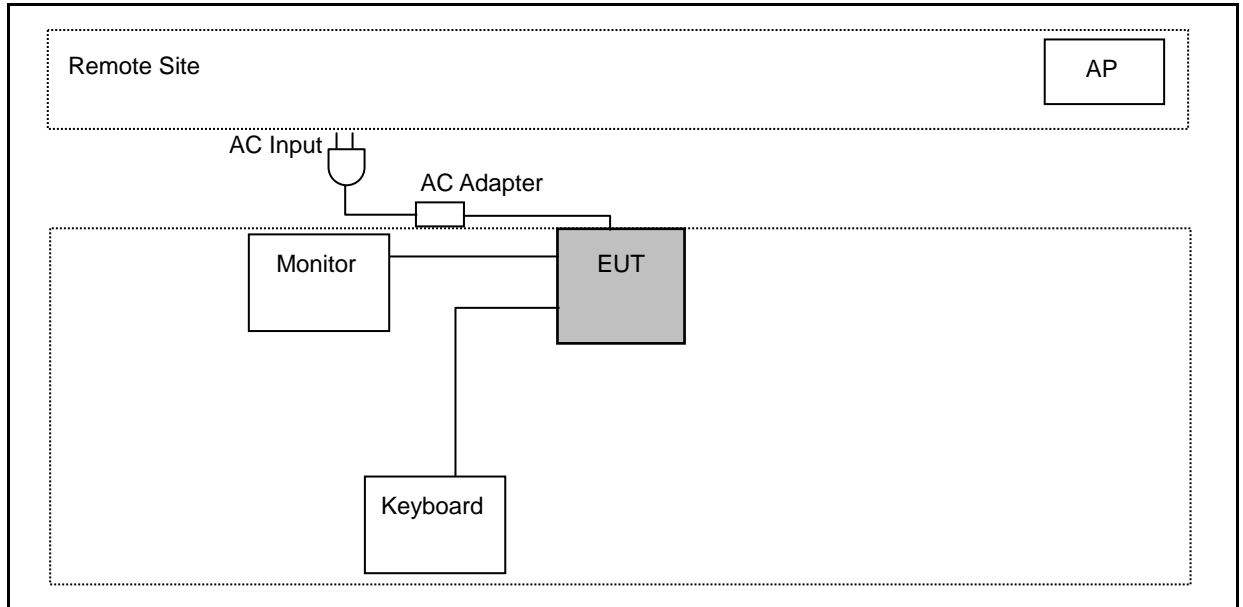 Remote Site
AP
AC Input
AC Adapter
Monitor
EUT
Keyboard